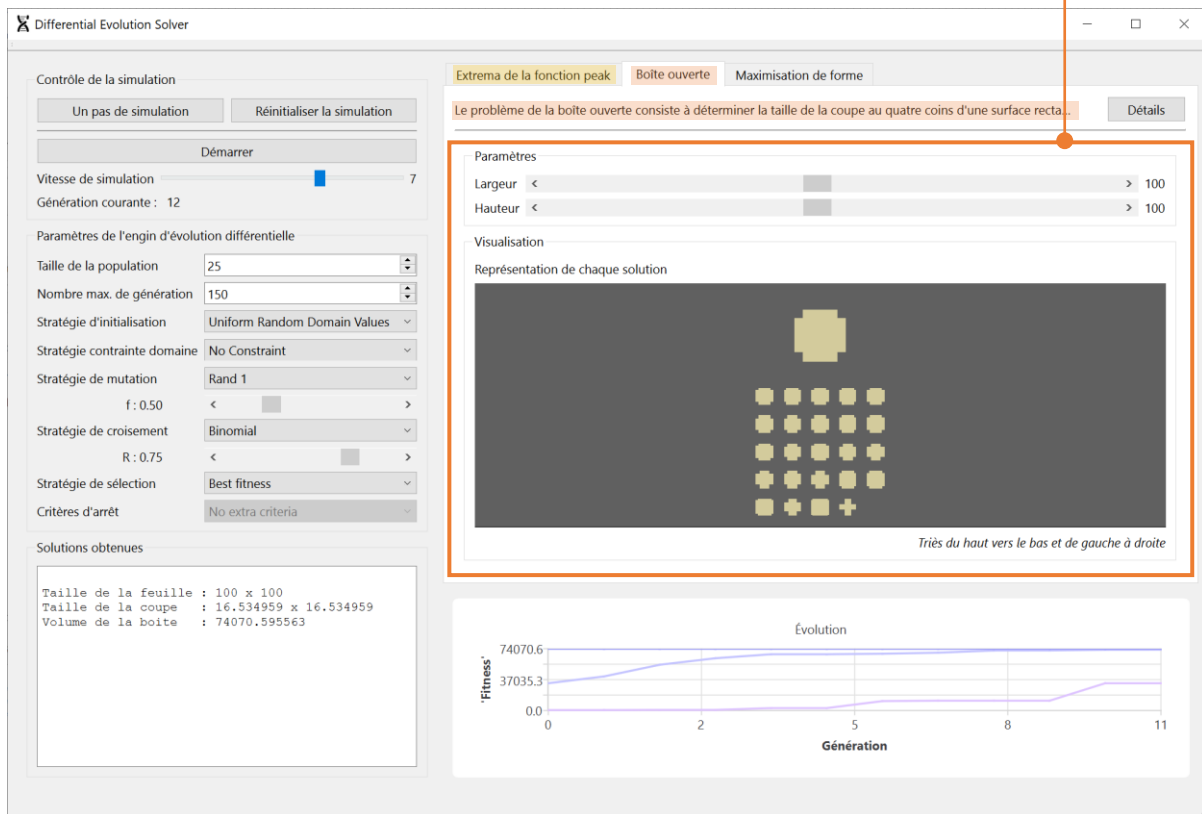 Differential Evolution Solver
Contrôle de la simulation
Un pas de simulation
Réinitialiser la simulation
Démarrer
Vitesse de simulation 7
Génération courante : 12
Paramètres de l'engin d'évolution différentielle
Taille de la population 25
Nombre max. de génération 150
Stratégie d'initialisation Uniform Random Domain Values
Stratégie contrainte domaine No Constraint
Stratégie de mutation Rand 1
f : 0.50
Stratégie de croisement Binomial
R : 0.75
Stratégie de sélection Best fitness
Critères d'arrêt No extra criteria
Solutions obtenues
Taille de la feuille : 100 x 100
Taille de la coupe : 16.534959 x 16.534959
Volume de la boite : 74070.595563
Extrema de la fonction peak
Boîte ouverte
Maximisation de forme
Le problème de la boîte ouverte consiste à déterminer la taille de la coupe au quatre coins d'une surface recta...
Détails
Paramètres
Largeur 100
Hauteur 100
Visualisation
Représentation de chaque solution
Triès du haut vers le bas et de gauche à droite
Évolution
'Fitness'
74070.6
37035.3
0.0
0 2 5 8 11
Génération